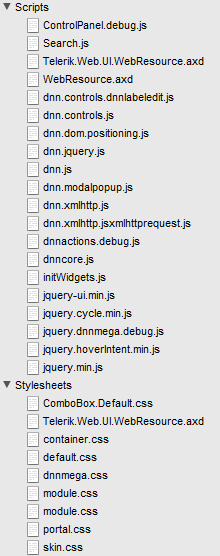 Scripts
ControlPanel.debug.js
Search.js
Telerik.Web.UI.WebResource.axd
WebResource.axd
dnn.controls.dnnlabeledit.js
dnn.controls.js
dnn.dom.positioning.js
dnn.jquery.js
dnn.js
dnn.modalpopup.js
dnn.xmlhttp.js
dnn.xmlhttp.jsxmlhttprequest.js
dnnactions.debug.js
dnncore.js
initWidgets.js
jquery-ui.min.js
jquery.cycle.min.js
jquery.dnnmega.debug.js
jquery.hoverIntent.min.js
jquery.min.js
Stylesheets
ComboBox.Default.css
Telerik.Web.UI.WebResource.axd
container.css
default.css
dnnmega.css
module.css
module.css
portal.css
skin.css